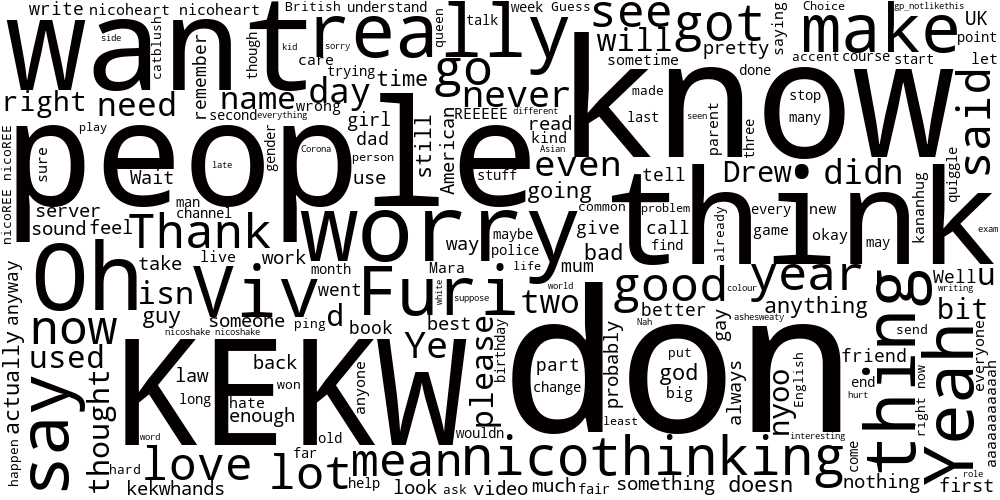 write nicoheart nicoheart
British understand
week Guess
Choice
gp_notlikethis
want
really
see
got
make
UK
side
catblush
though
kid
sorry
queen
talk
will
pretty
saying
accent course start
point
let
care
trying
time
go
sometime
done
know
right need
remember
name
day
wrong
never
made
stop
many
said
second
everything
REEEEE
different
last
seen
parent
three
people
play
gender
girl
dad
Corona
person
still
American
read
kind
Asian
nicoREE nicoREE
sure
Wait
late
use
stuff
even
going
tell
Drew
didn
quiggle
think
server
man
channel
sound feel
Thank
worry
common
problem
every
new
give
call
game
okay
may
kananhug
exam
way
maybe
police
bad
find
already
Oh
take
live
work
month
Mara
life
mum
isn
Viv
went
Furi
white
suppose
world
two
good
colour
year
Well
u
writing
anything
bit
guy
someone
ping
d
book
best
better
gay
ashesweaty
now
nicoshake nicoshake
Ye
please
birthday
Nah
probably
thing
send
Yeah
everyone
actually anyway
used
KEKW
back
law
won
long
hate
enough
anyone
don
part
change
put
god
big
always
nyoo
English
friend
end
hurt
right now
aaaaaaaaaaah
say
thought
word
old
wouldn
least
interesting
happen
hard
love
far
lot
help
mean
nicothinking
come
role
kekwhands
look
ask
video
much
fair
something
doesn
nothing
first